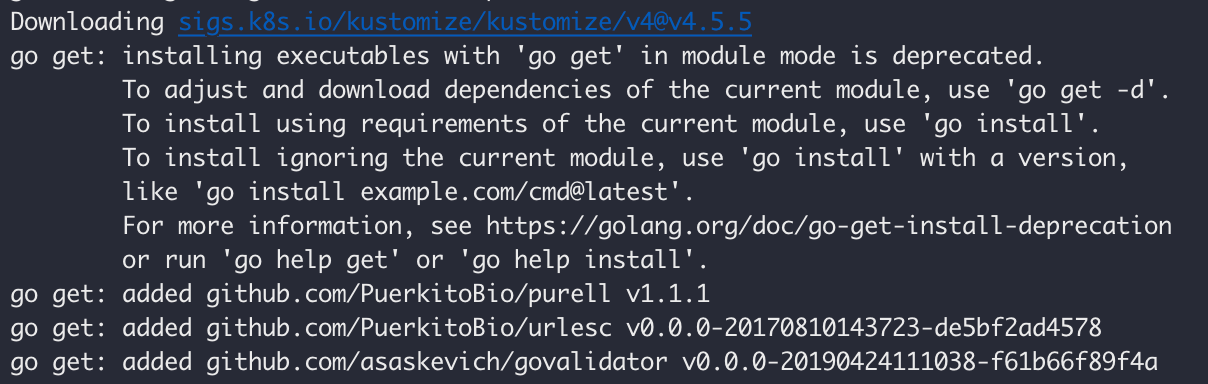 Downloading sigs.k8s.io/kustomize/kustomize/v4@v4.5.5
go get: installing executables with 'go get' in module mode is deprecated.
To adjust and download dependencies of the current module, use 'go get -d'.
To install using requirements of the current module, use 'go install'.
To install ignoring the current module, use 'go install' with a version,
like 'go install example.com/cmd@latest'.
For more information, see https://golang.org/doc/go-get-install-deprecation
or run 'go help get' or 'go help install'.
go get: added github.com/PuerkitoBio/purell v1.1.1
go get: added github.com/PuerkitoBio/urlesc v0.0.0-20170810143723-de5bf2ad4578
go get: added github.com/asaskevich/govalidator v0.0.0-20190424111038-f61b66f89f4a